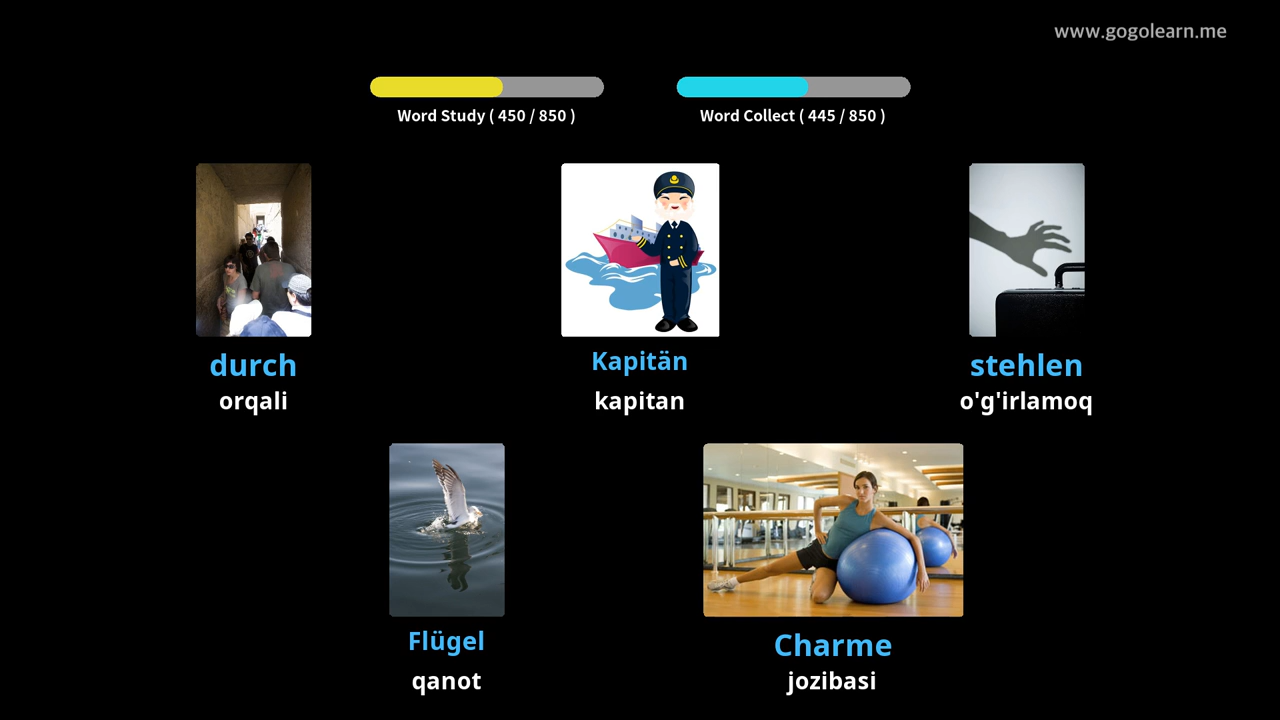 www.gogolearn.me
Word Study ( 450 / 850 )
Word Collect ( 445 / 850 )
durch
orqali
Kapitän
kapitan
stehlen
o'g'irlamoq
Flügel
qanot
Charme
jozibasi